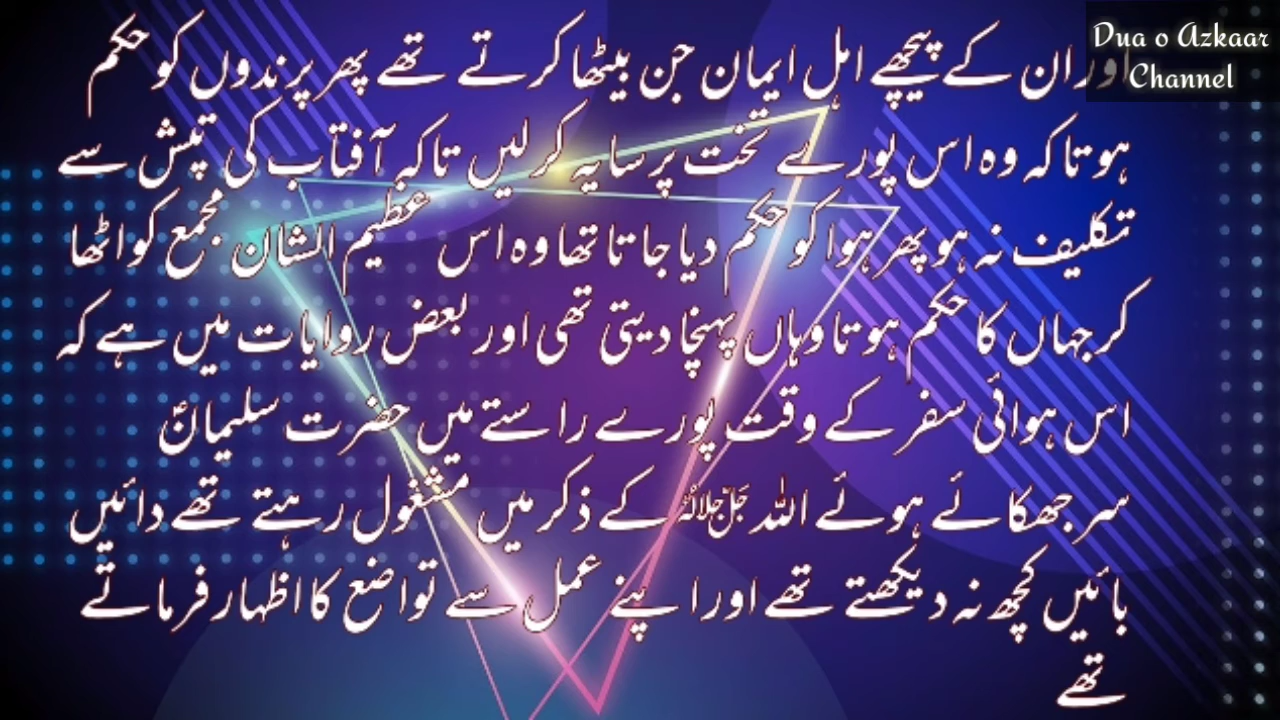 Dua o Azkaar
Channel
اور ان کے پیچھے اہل ایمان جن بیٹھا کرتے تھے پھر پرندوں کو حکم
ہوتا کہ وہ اس پورے تخت پر سایہ کر لیں تاکہ آفتاب کی تپش سے
تکلیف نہ ہو پھر ہوا کو حکم دیا جاتا تھا وہ اس عظیم الشان مجمع کو اٹھا
کر جہاں کا حکم ہوتا وہاں پہنچا دیتی تھی اور بعض روایات میں ہے کہ
اس ہوائی سفر کے وقت پورے راستے میں حضرت سلیمانؑ
سر جھکائے ہوئے اللہ جل جلالہ کے ذکر میں مشغول رہتے تھے دائیں
بائیں کچھ نہ دیکھتے تھے اور اپنے عمل سے تواضع کا اظہار فرماتے
تھے